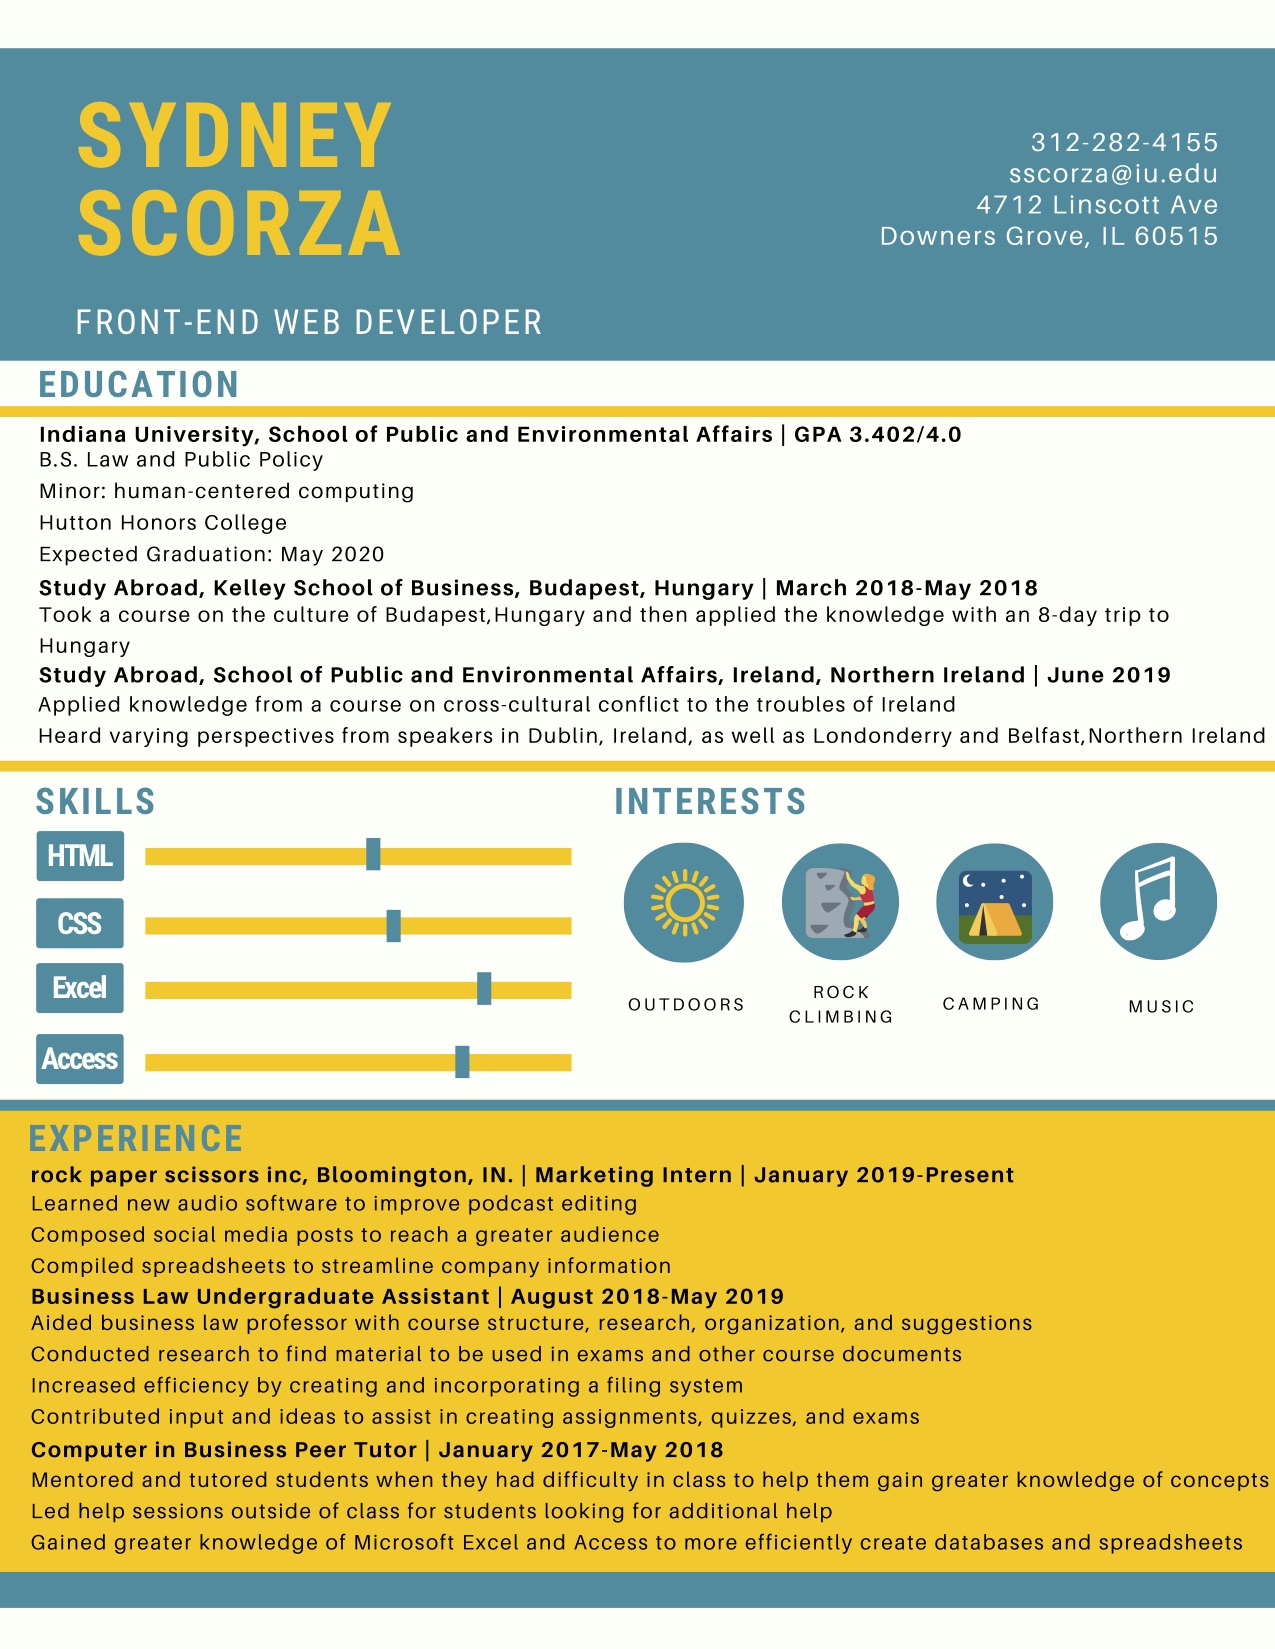 SYDNEY
SCORZA
312-282-4155
sscorza@iu.edu
4712 Linscott Ave
Downers Grove, IL 60515
FRONT-END WEB DEVELOPER
EDUCATION
Indiana University, School of Public and Environmental Affairs | GPA 3.402/4.0
B.S. Law and Public Policy
Minor: human-centered computing
Hutton Honors College
Expected Graduation: May 2020
Study Abroad, Kelley School of Business, Budapest, Hungary | March 2018-May 2018
Took a course on the culture of Budapest,Hungary and then applied the knowledge with an 8-day trip to
Hungary
Study Abroad, School of Public and Environmental Affairs, Ireland, Northern Ireland | June 2019
Applied knowledge from a course on cross-cultural conflict to the troubles of Ireland
Heard varying perspectives from speakers in Dublin, Ireland, as well as Londonderry and Belfast,Northern Ireland
SKILLS
HTML
CSS
Excel
Access
INTERESTS
OUTDOORS
ROCK
CLIMBING
CAMPING
MUSIC
EXPERIENCE
rock paper scissors inc, Bloomington, IN. | Marketing Intern | January 2019-Present
Learned new audio software to improve podcast editing
Composed social media posts to reach a greater audience
Compiled spreadsheets to streamline company information
Business Law Undergraduate Assistant | August 2018-May 2019
Aided business law professor with course structure, research, organization, and suggestions
Conducted research to find material to be used in exams and other course documents
Increased efficiency by creating and incorporating a filing system
Contributed input and ideas to assist in creating assignments, quizzes, and exams
Computer in Business Peer Tutor | January 2017-May 2018
Mentored and tutored students when they had difficulty in class to help them gain greater knowledge of concepts
Led help sessions outside of class for students looking for additional help
Gained greater knowledge of Microsoft Excel and Access to more efficiently create databases and spreadsheets